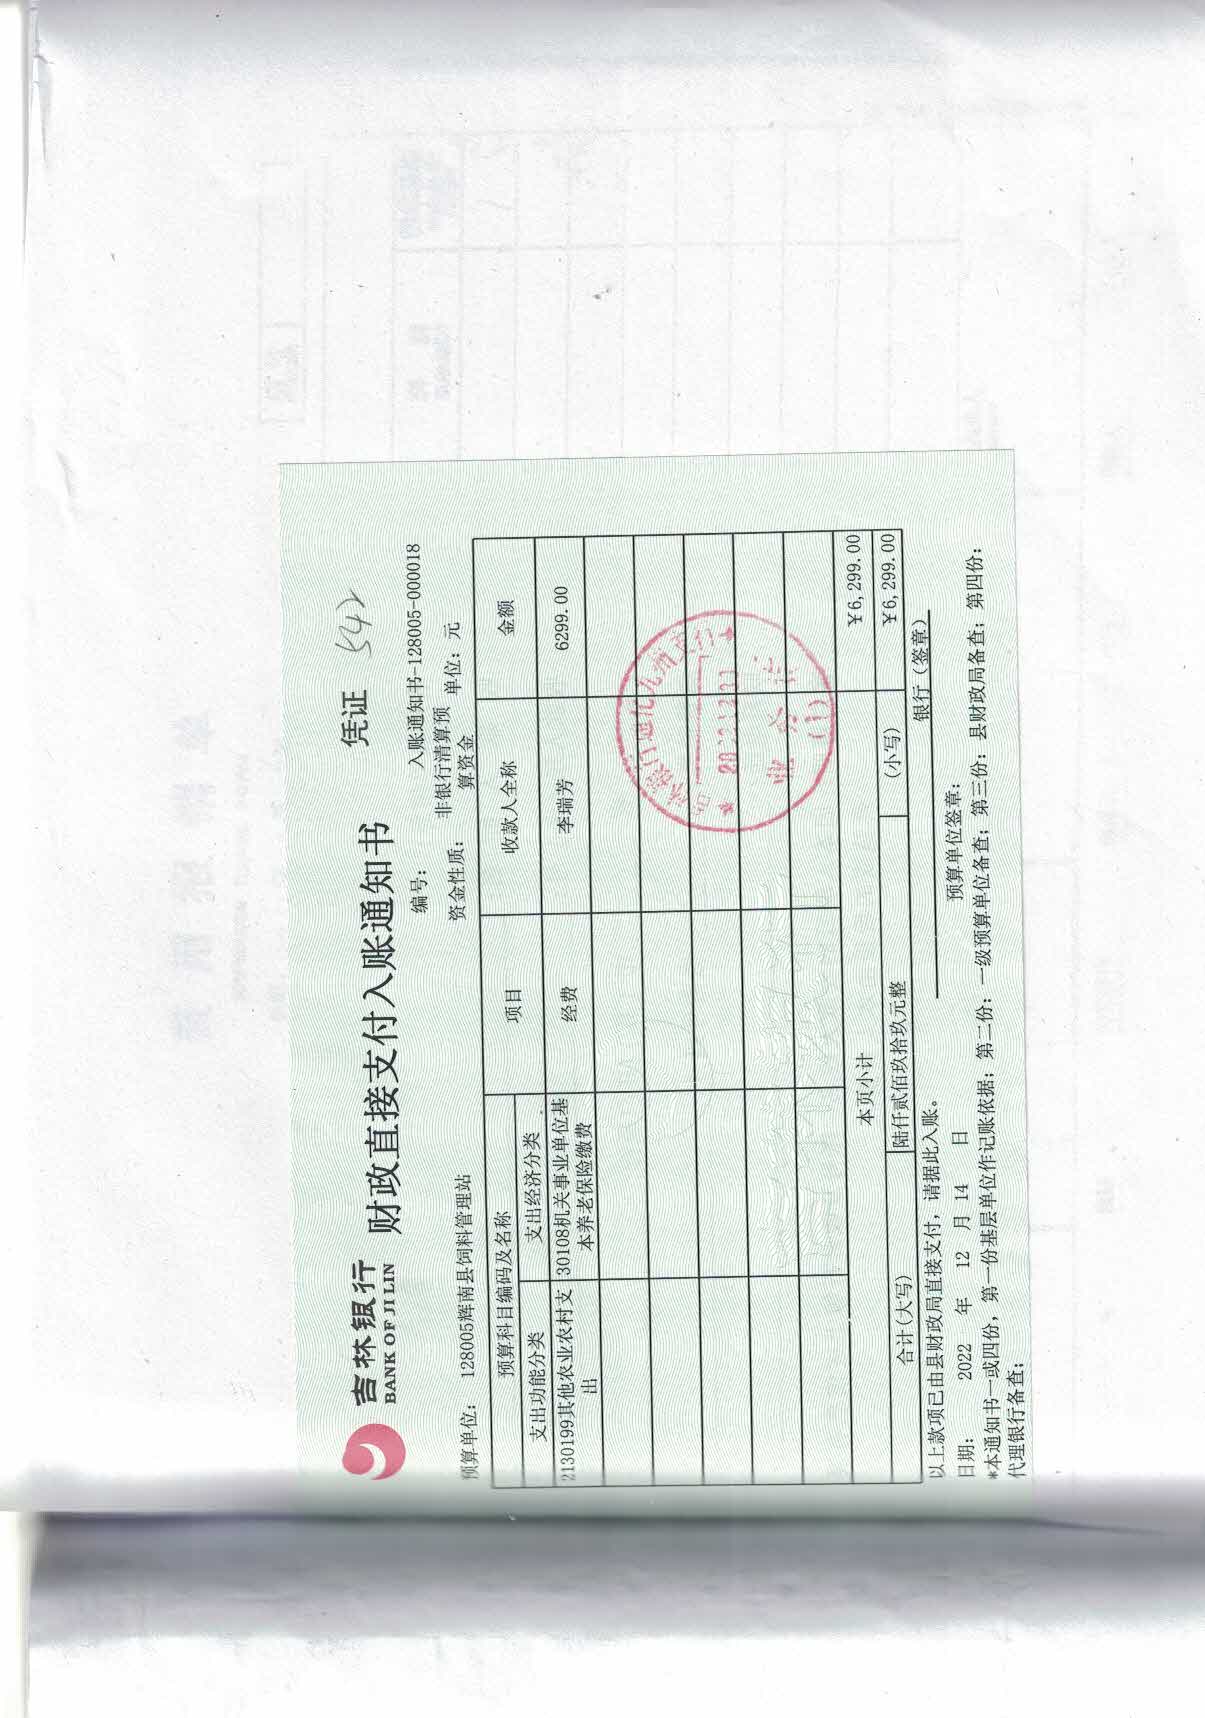 吉林银行
BANK OF JILIN
财政直接支付入账通知书 凭证 542
编号： 入账通知书-128005-000018
预算单位： 128005辉南县饲料管理站 资金性质： 非银行清算预算资金 单位：元
预算科目编码及名称 项目 收款人全称 金额
支出功能分类 支出经济分类
2130199其他农业农村支出 30108机关事业单位基本养老保险缴费 经费 李瑞芳 6299.00
本页小计 ¥6,299.00
合计(大写) 陆仟贰佰玖拾玖元整 (小写) ¥6,299.00
以上款项已由县财政局直接支付，请据此入账。 银行（签章）
日期： 2022 年 12 月 14 日 预算单位签章：
*本通知书一或四份，第一份基层单位作记账依据；第二份：一级预算单位备查；第三份：县财政局备查；第四份：
代理银行备查；